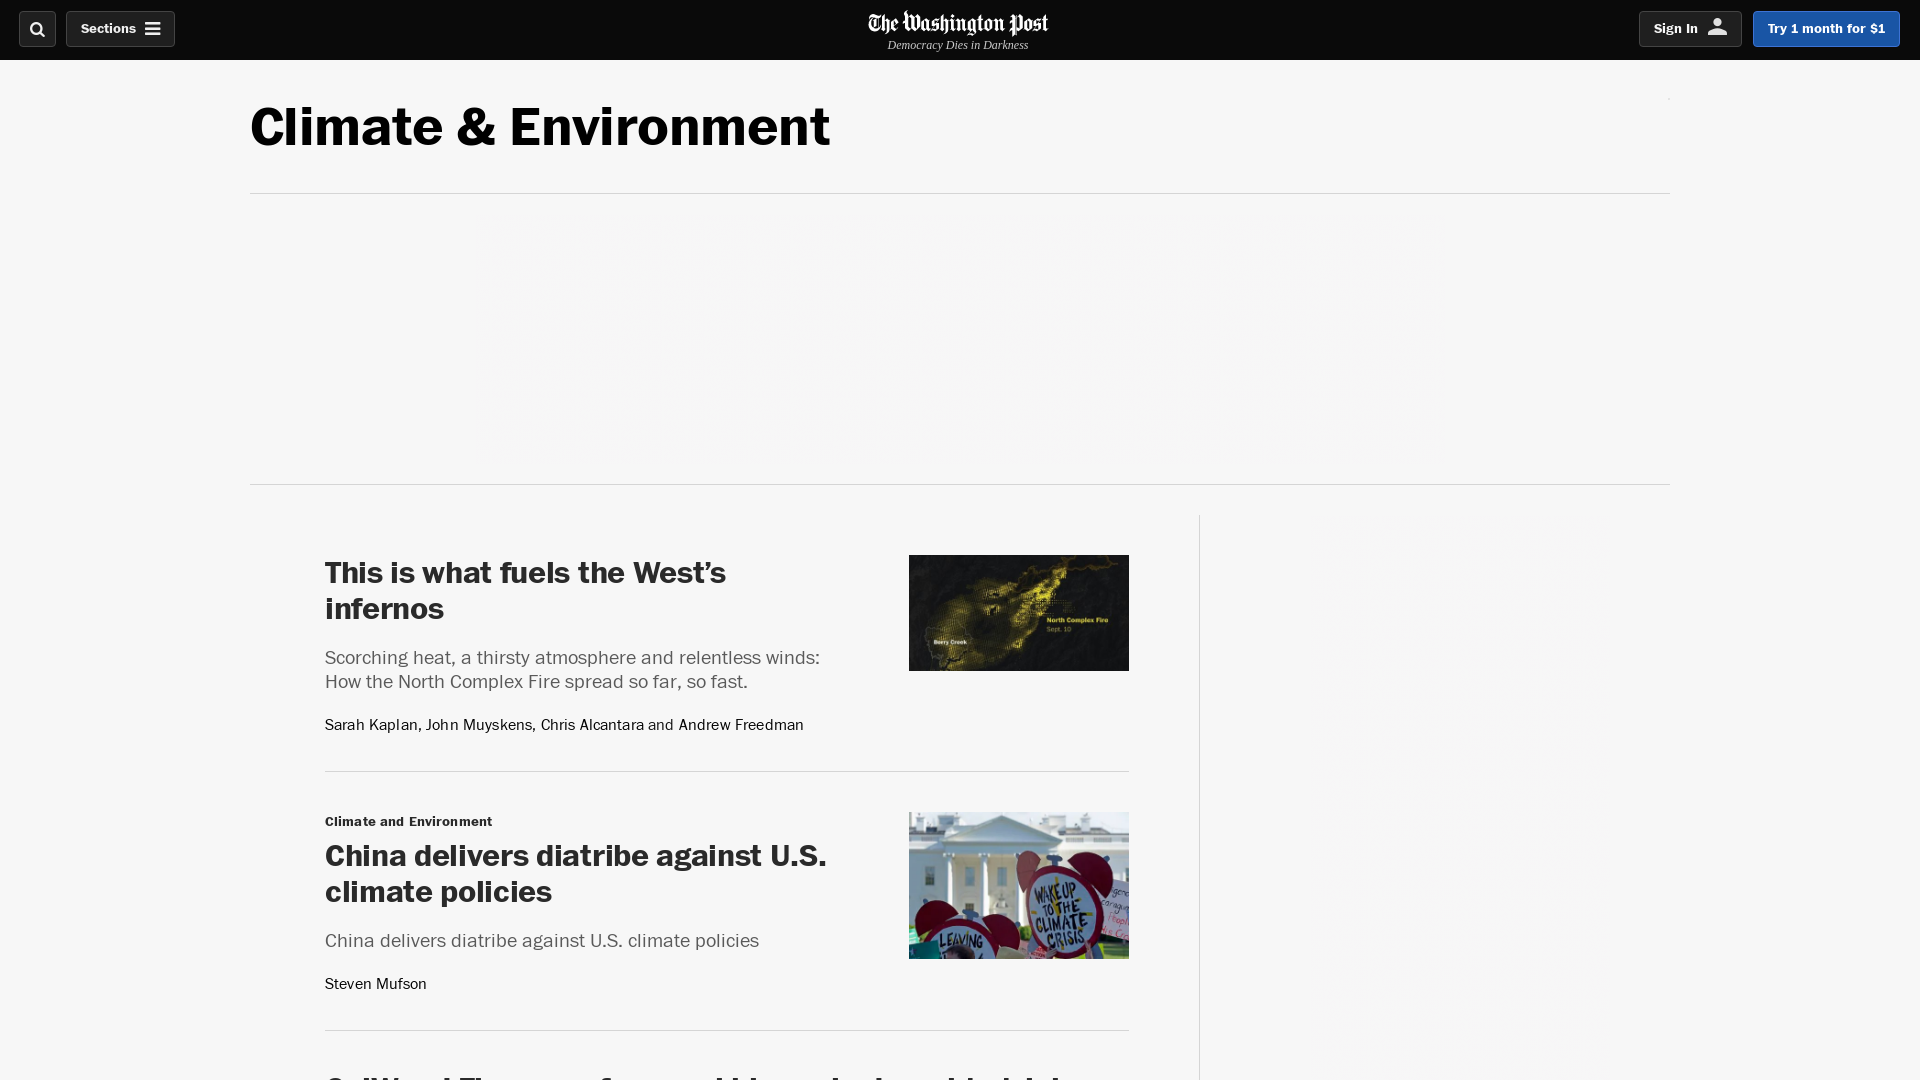 Sections
The Washington Post
Democracy Dies in Darkness
Sign In
Try 1 month for $1
Climate & Environment
This is what fuels the West’s
infernos
Scorching heat, a thirsty atmosphere and relentless winds:
How the North Complex Fire spread so far, so fast.
Sarah Kaplan, John Muyskens, Chris Alcantara and Andrew Freedman
North Complex Fire
Sept. 10
Berry Creek
Climate and Environment
China delivers diatribe against U.S.
climate policies
China delivers diatribe against U.S. climate policies
Steven Mufson
WAKE UP
TO THE
CLIMATE
CRISIS
LEAVING